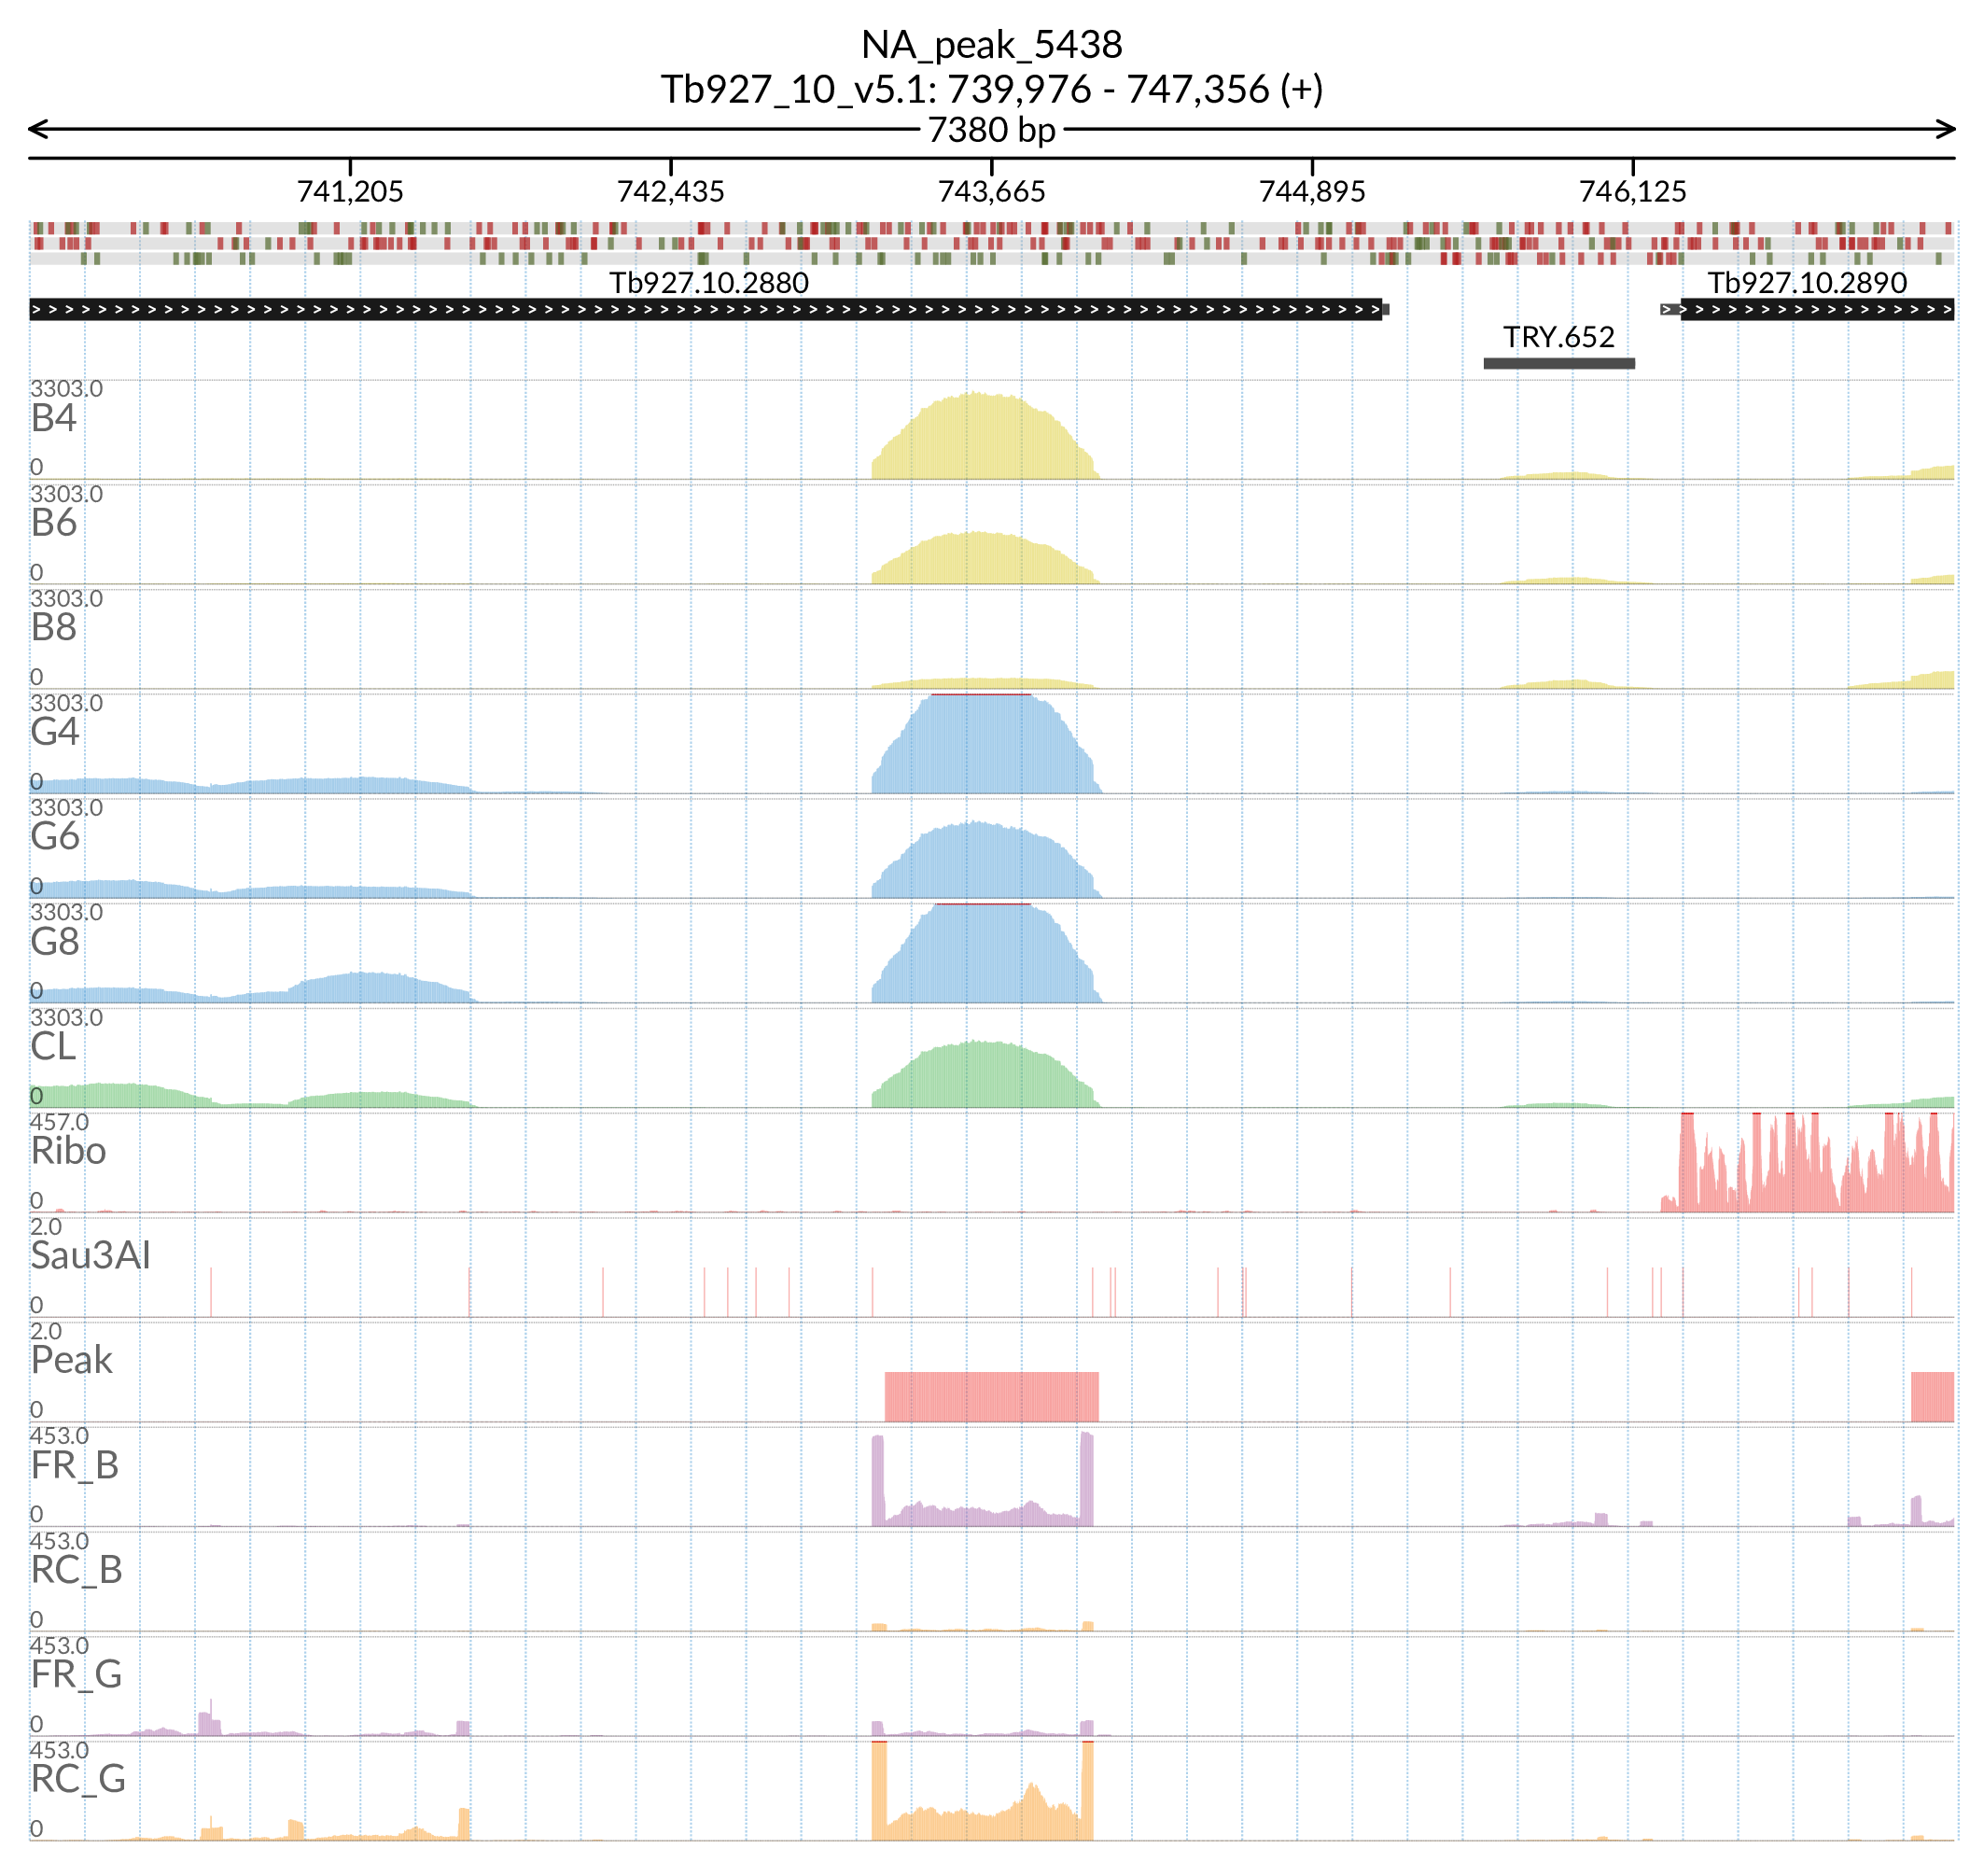 NA_peak_5438
Tb927_10_v5.1: 739,976 - 747,356 (+)
7380 bp
741,205 742,435 743,665 744,895 746,125
Tb927.10.2880 Tb927.10.2890
TRY.652
3303.0
B4
0
3303.0
B6
0
3303.0
B8
0
3303.0
G4
0
3303.0
G6
0
3303.0
G8
0
3303.0
CL
0
457.0
Ribo
0
2.0
Sau3AI
0
2.0
Peak
0
453.0
FR_B
0
453.0
RC_B
0
453.0
FR_G
0
453.0
RC_G
0